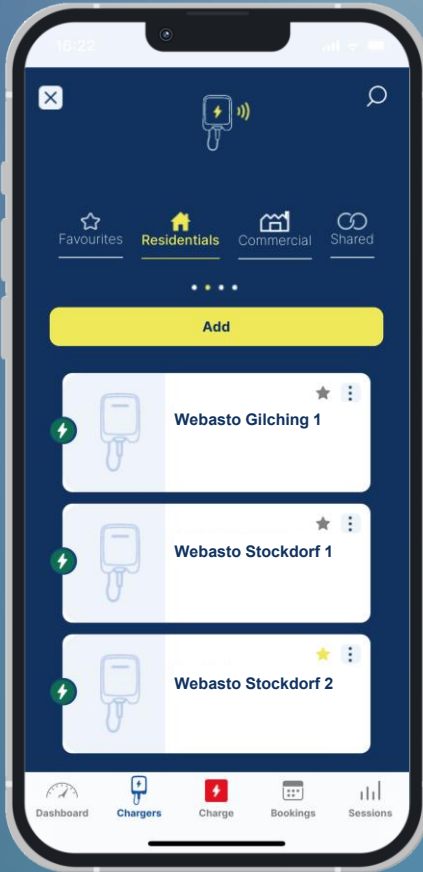 16:22
Favourites Residentials Commercial Shared
Add
Webasto Gilching 1
Webasto Stockdorf 1
Webasto Stockdorf 2
Dashboard Chargers Charge Bookings Sessions